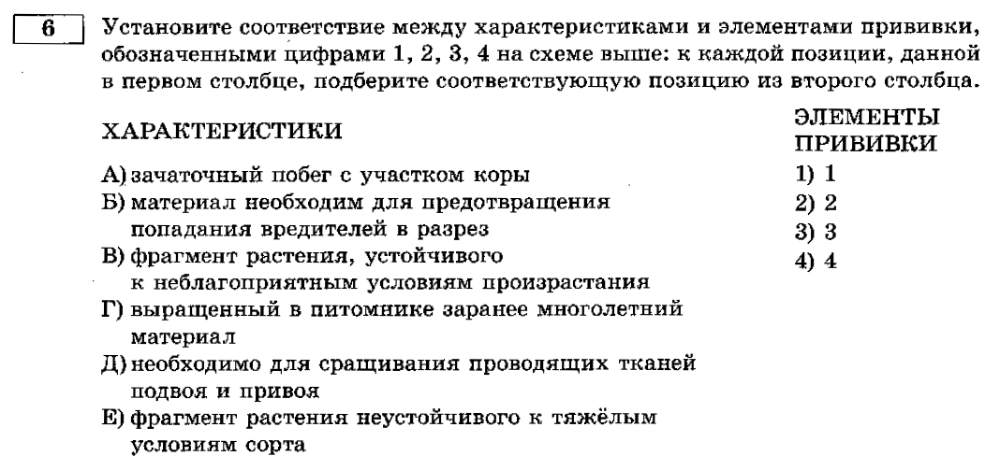 6
Установите соответствие между характеристиками и элементами прививки,
обозначенными цифрами 1, 2, 3, 4 на схеме выше: к каждой позиции, данной
в первом столбце, подберите соответствующую позицию из второго столбца.
ХАРАКТЕРИСТИКИ
А) зачаточный побег с участком коры
Б) материал необходим для предотвращения
попадания вредителей в разрез
В) фрагмент растения, устойчивого
к неблагоприятным условиям произрастания
Г) выращенный в питомнике заранее многолетний
материал
Д) необходимо для сращивания проводящих тканей
подвоя и привоя
Е) фрагмент растения неустойчивого к тяжёлым
условиям сорта
ЭЛЕМЕНТЫ
ПРИВИВКИ
1) 1
2) 2
3) 3
4) 4